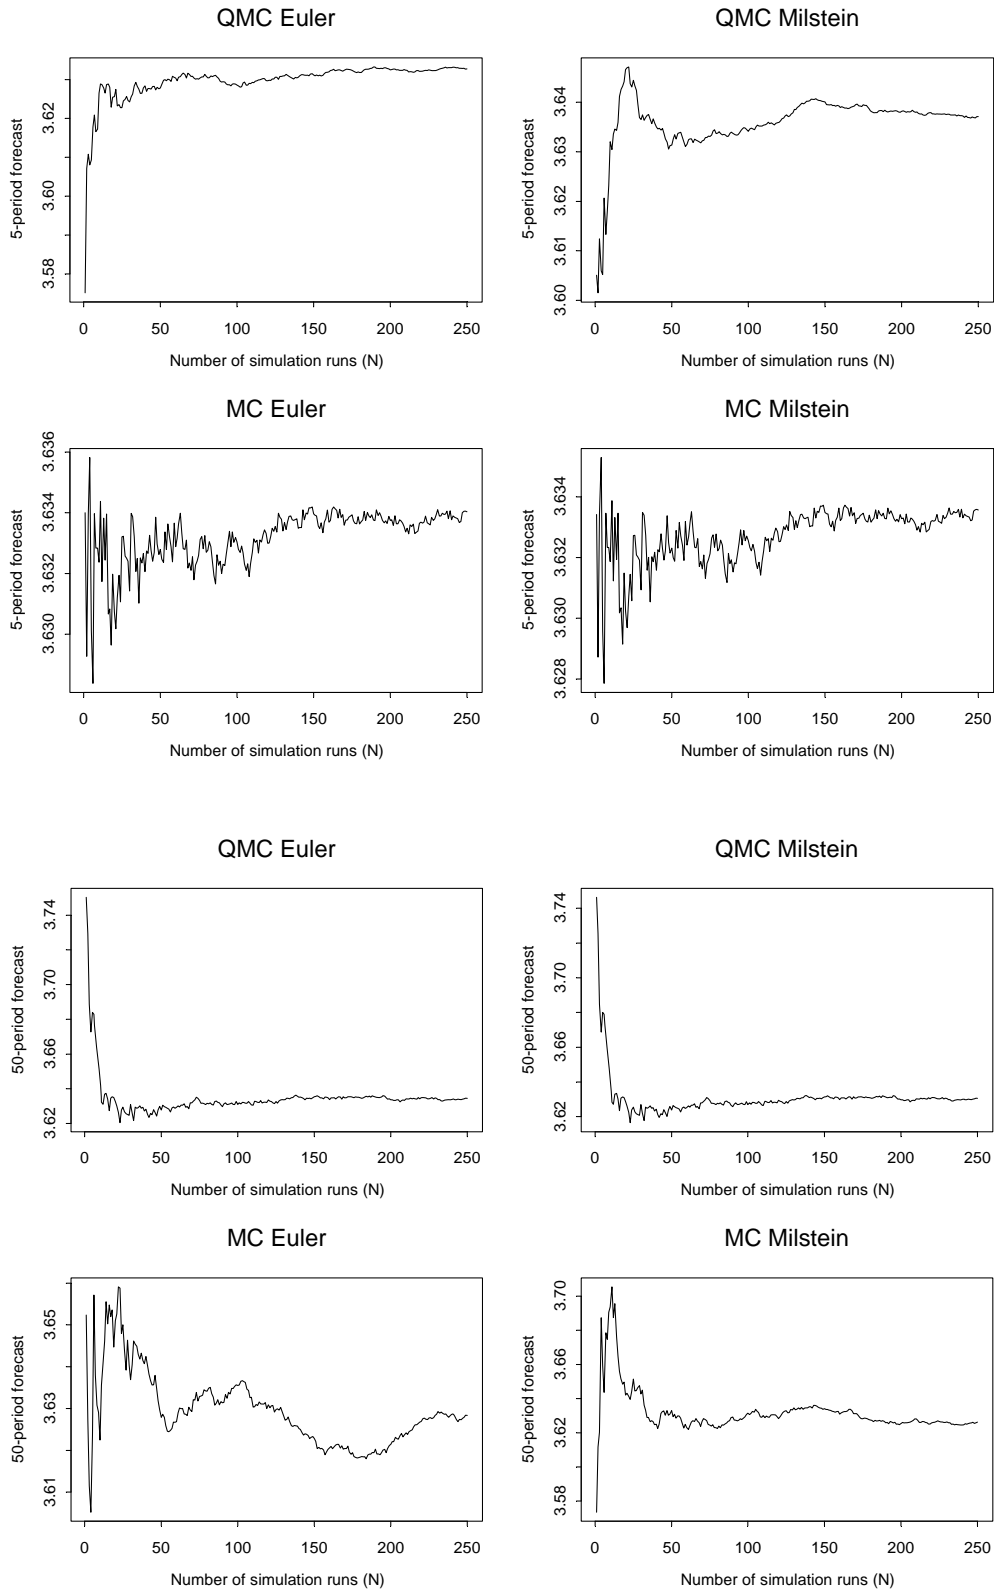 QMC Euler
QMC Milstein
5-period forecast
3.58 3.60 3.62
0 50 100 150 200 250
Number of simulation runs (N)
5-period forecast
3.60 3.61 3.62 3.63 3.64
0 50 100 150 200 250
Number of simulation runs (N)
MC Euler
MC Milstein
5-period forecast
3.630 3.632 3.634 3.636
0 50 100 150 200 250
Number of simulation runs (N)
5-period forecast
3.628 3.630 3.632 3.634
0 50 100 150 200 250
Number of simulation runs (N)
QMC Euler
QMC Milstein
50-period forecast
3.62 3.66 3.70 3.74
0 50 100 150 200 250
Number of simulation runs (N)
50-period forecast
3.62 3.66 3.70 3.74
0 50 100 150 200 250
Number of simulation runs (N)
MC Euler
MC Milstein
50-period forecast
3.61 3.63 3.65
0 50 100 150 200 250
Number of simulation runs (N)
50-period forecast
3.58 3.62 3.66 3.70
0 50 100 150 200 250
Number of simulation runs (N)